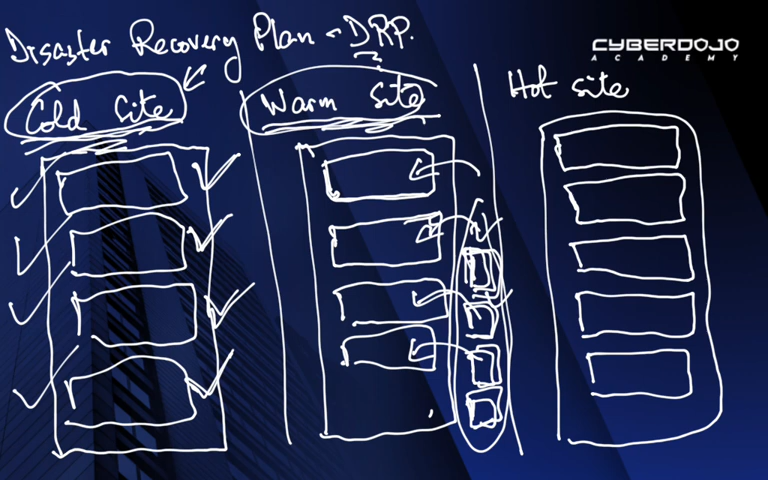 Disaster Recovery Plan - DRP.
CYBERDOJO
ACADEMY
Cold Site
Warm Site
Hot site